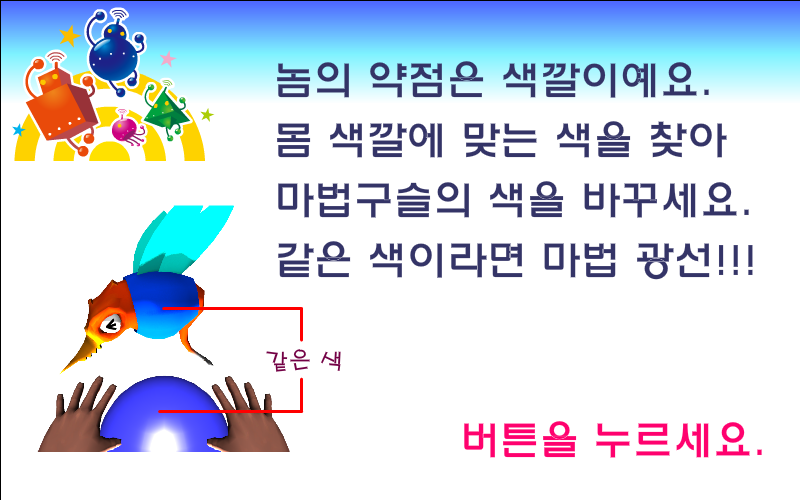 놈의 약점은 색깔이예요.
몸 색깔에 맞는 색을 찾아
마법구슬의 색을 바꾸세요.
같은 색이라면 마법 광선!!!
같은 색
버튼을 누르세요.